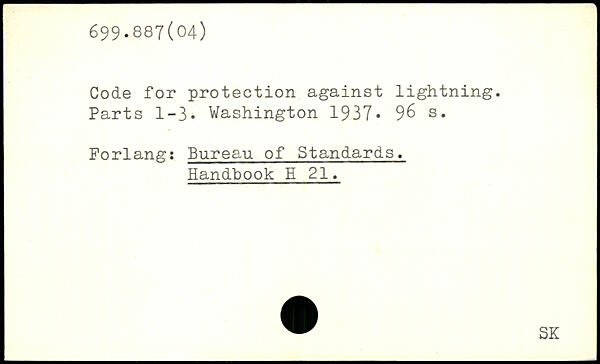 699.887(04)
Code for protection against lightning.
Parts 1-3. Washington 1937. 96 s.
Forlang: Bureau of Standards.
Handbook H 21.
SK